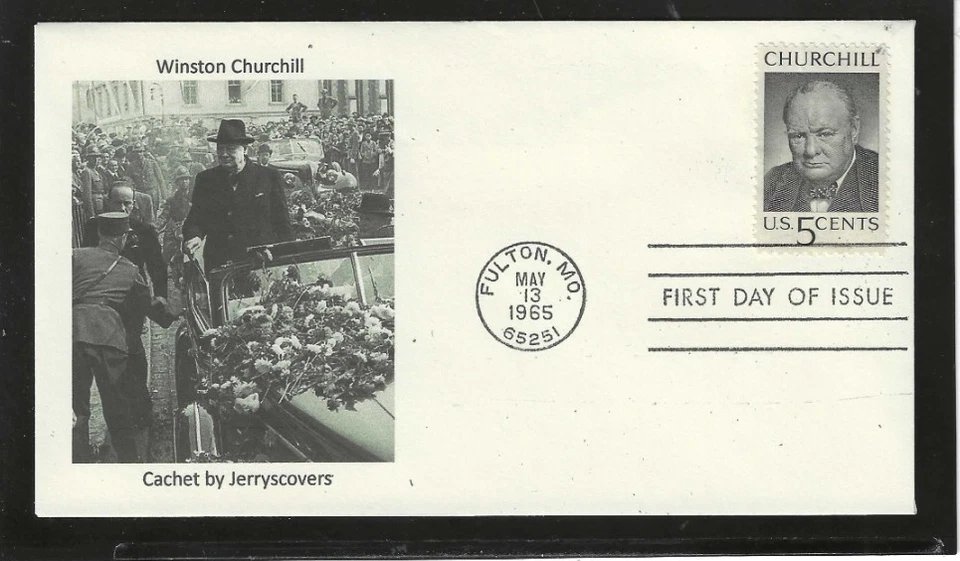 Winston Churchill
CHURCHILL
U.S. 5 CENTS
FULTON, MO.
MAY
13
1965
65251
FIRST DAY OF ISSUE
Cachet by Jerryscovers